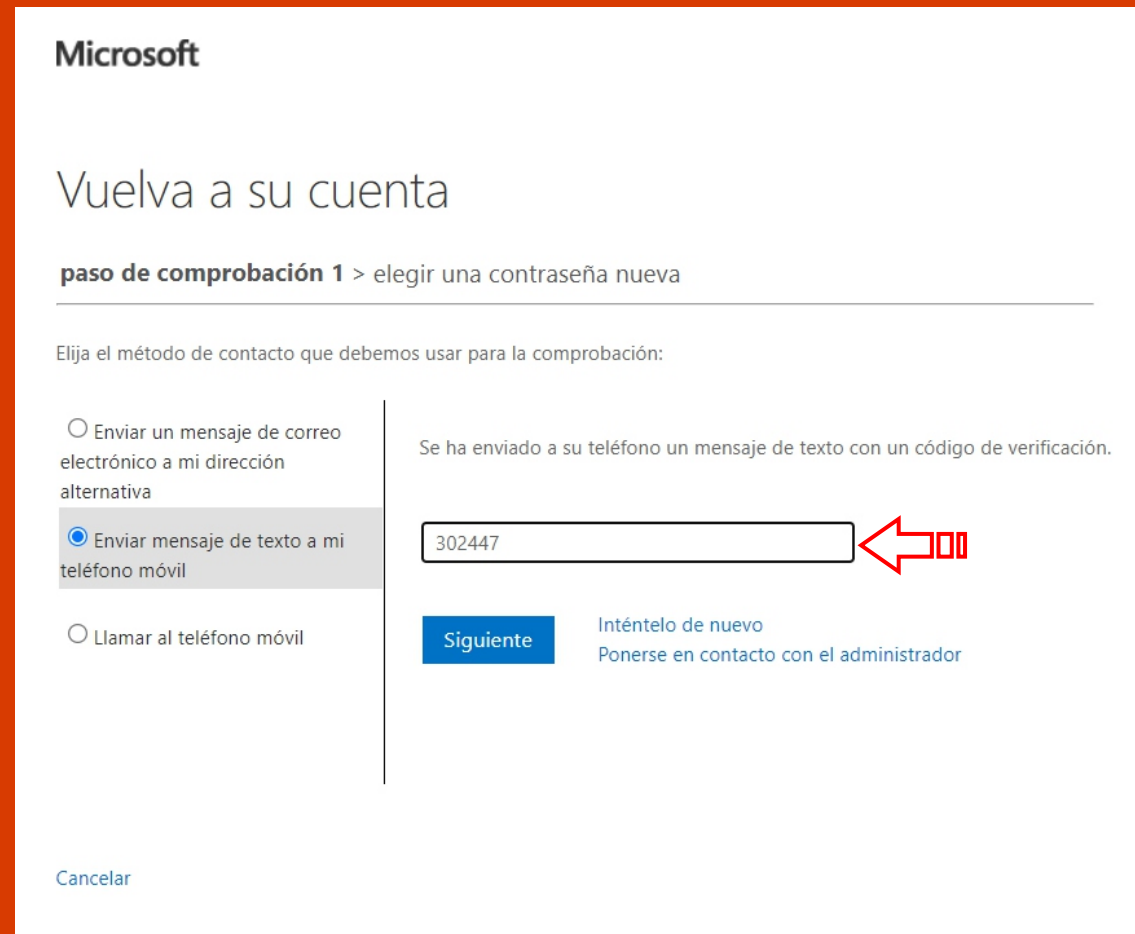 Microsoft
Vuelva a su cuenta
paso de comprobación 1 > elegir una contraseña nueva
Elija el método de contacto que debemos usar para la comprobación:
Enviar un mensaje de correo
electrónico a mi dirección
alternativa
Enviar mensaje de texto a mi
teléfono móvil
Llamar al teléfono móvil
Se ha enviado a su teléfono un mensaje de texto con un código de verificación.
302447
Siguiente
Inténtelo de nuevo
Ponerse en contacto con el administrador
Cancelar